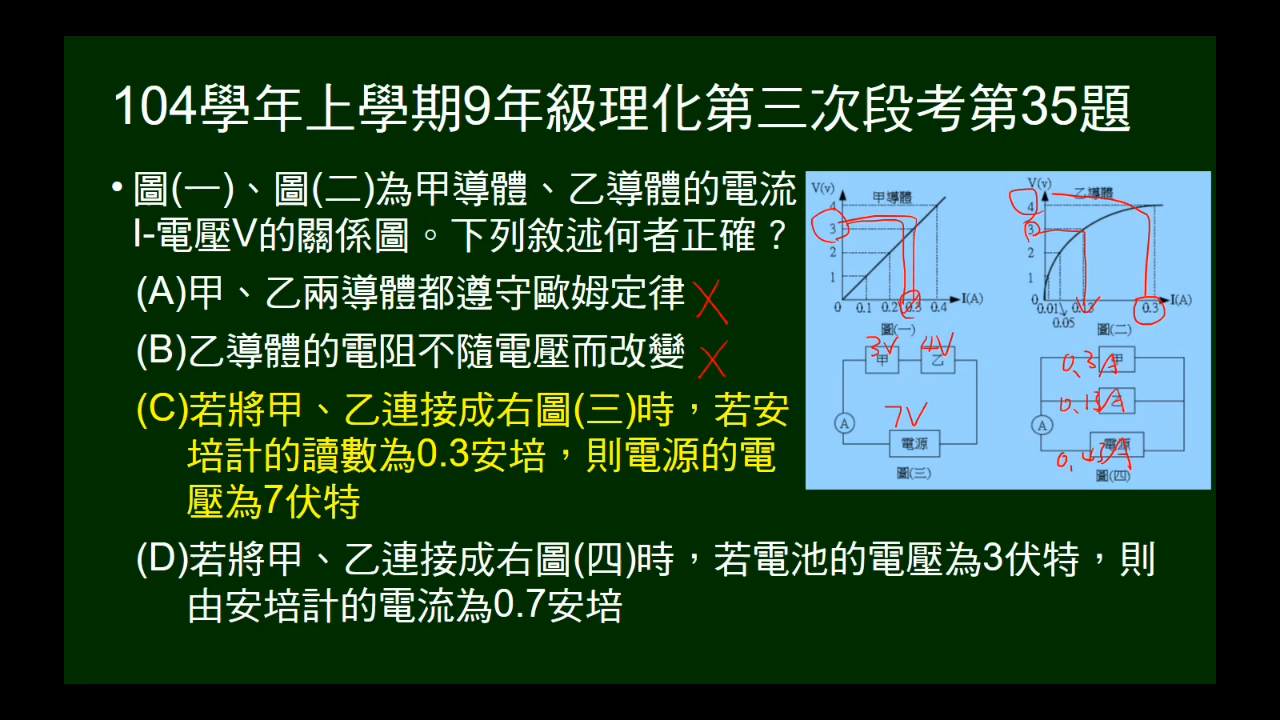 104學年上學期9年級理化第三次段考第35題
• 圖(一)、圖(二)為甲導體、乙導體的電流
I-電壓V的關係圖。下列敘述何者正確？
(A)甲、乙兩導體都遵守歐姆定律
(B)乙導體的電阻不隨電壓而改變
(C)若將甲、乙連接成右圖(三)時，若安
培計的讀數為0.3安培，則電源的電
壓為7伏特
(D)若將甲、乙連接成右圖(四)時，若電池的電壓為3伏特，則
由安培計的電流為0.7安培
V(v)
甲導體
4
3
2
1
0 0.1 0.2 0.3 0.4 I(A)
圖(一)
V(v)
乙導體
4
3
2
1
0 0.01 0.3 I(A)
0.05
圖(二)
3V 4V
甲 乙
7V
A
電源
圖(三)
0.3A
甲
乙
A
電源
圖(四)